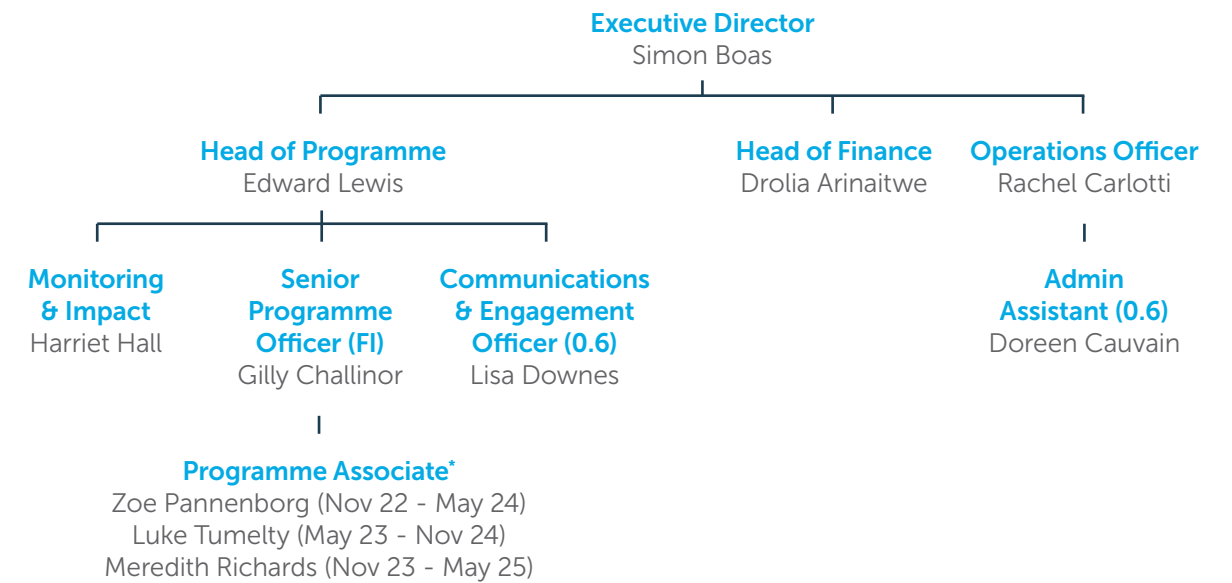 Executive Director
Simon Boas
Head of Programme
Edward Lewis
Head of Finance
Drolia Arinaitwe
Operations Officer
Rachel Carlotti
Monitoring
& Impact
Harriet Hall
Senior
Programme
Officer (FI)
Gilly Challinor
Communications
& Engagement
Officer (0.6)
Lisa Downes
Admin
Assistant (0.6)
Doreen Cauvain
Programme Associate*
Zoe Pannenborg (Nov 22 - May 24)
Luke Tumelty (May 23 - Nov 24)
Meredith Richards (Nov 23 - May 25)